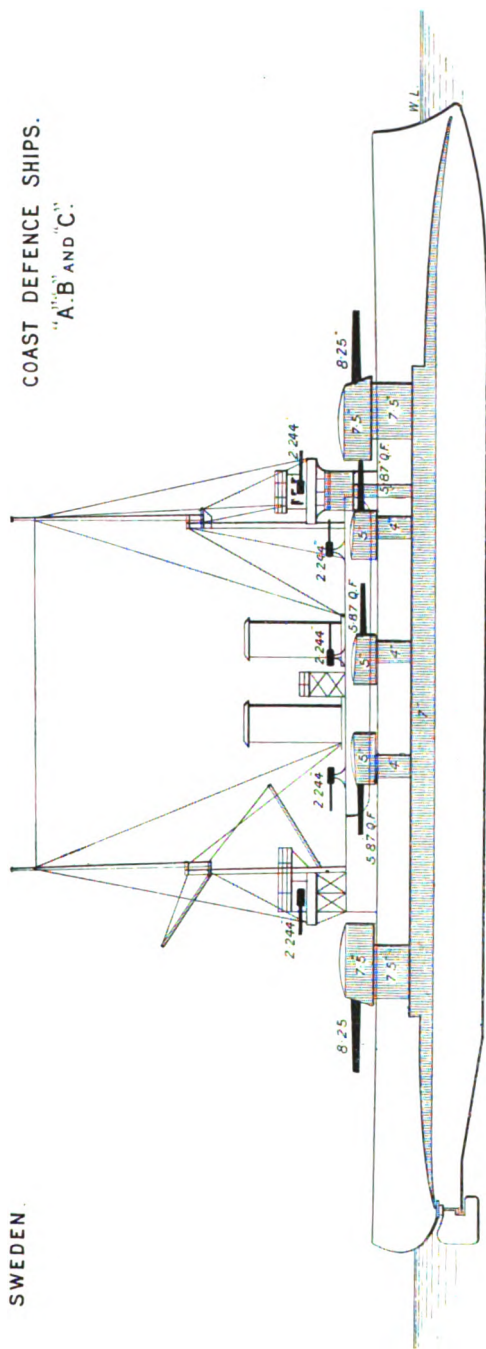 SWEDEN.
COAST DEFENCE SHIPS.
"A" "B" AND "C".
2·244"
2·244"
2·244"
2·244"
2·244"
8·25
7·5"
7·5"
5·87 Q.F
5"
4"
5"
4"
5·87 Q.F
5"
4"
5·87" Q.F
7·5"
7·5"
8·25"
7"
W L.